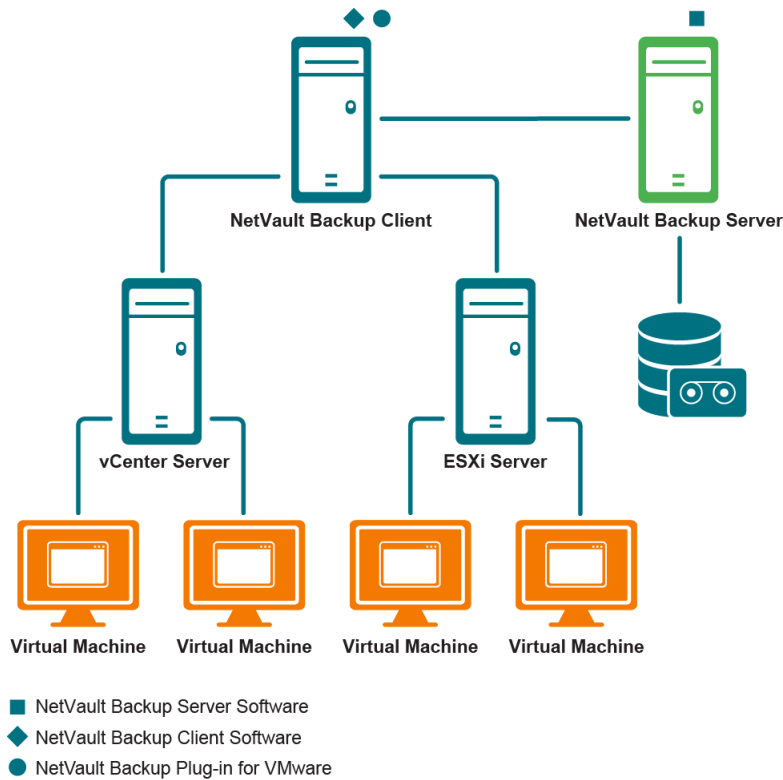 NetVault Backup Client
NetVault Backup Server
vCenter Server
ESXi Server
Virtual Machine
Virtual Machine
Virtual Machine
Virtual Machine
NetVault Backup Server Software
NetVault Backup Client Software
NetVault Backup Plug-in for VMware